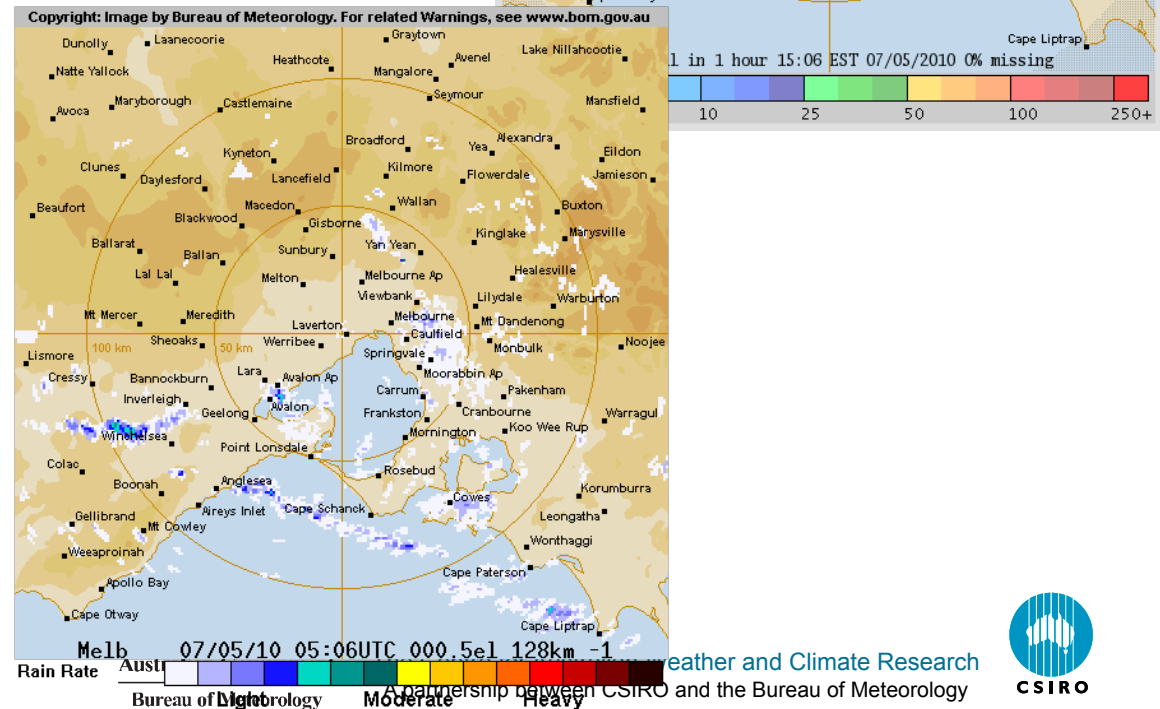 Copyright: Image by Bureau of Meteorology. For related Warnings, see www.bom.gov.au
Graytown
Dunolly
Laanecoorie
Lake Nillahcootie
Cape Liptrap
Heathcote
Avenel
in 1 hour 15:06 EST 07/05/2010 0% missing
Natte Yallock
Mangalore
Seymour
10 25 50 100 250+
Avoca
Maryborough
Castlemaine
Mansfield
Broadford
Yea
Alexandra
Kyneton
Eildon
Clunes
Daylesford
Lancefield
Kilmore
Flowerdale
Jamieson
Beaufort
Macedon
Wallan
Buxton
Blackwood
Gisborne
Kinglake
Marysville
Ballarat
Ballan
Sunbury
Yan Yean
Lal Lal
Melton
Melbourne Ap
Healesville
Viewbank
Lilydale
Warburton
Mt Mercer
Meredith
Laverton
Melbourne
Mt Dandenong
Sheoaks
Werribee
Caulfield
Monbulk
Noojee
100 km
50 km
Lismore
Springvale
Cressy
Bannockburn
Lara
Avalon Ap
Moorabbin Ap
Inverleigh
Avalon
Carrum
Pakenham
Geelong
Frankston
Cranbourne
Warragul
Winchelsea
Mornington
Koo Wee Rup
Point Lonsdale
Colac
Rosebud
Boonah
Anglesea
Cowes
Korumburra
Gellibrand
Aireys Inlet
Cape Schanck
Leongatha
Mt Cowley
Weeaproinah
Wonthaggi
Apollo Bay
Cape Paterson
Cape Otway
Cape Liptrap
Melb 07/05/10 05:06UTC 000.5el 128km -1
Rain Rate
Light Moderate Heavy
Weather and Climate Research
A partnership between CSIRO and the Bureau of Meteorology
Bureau of Meteorology
CSIRO